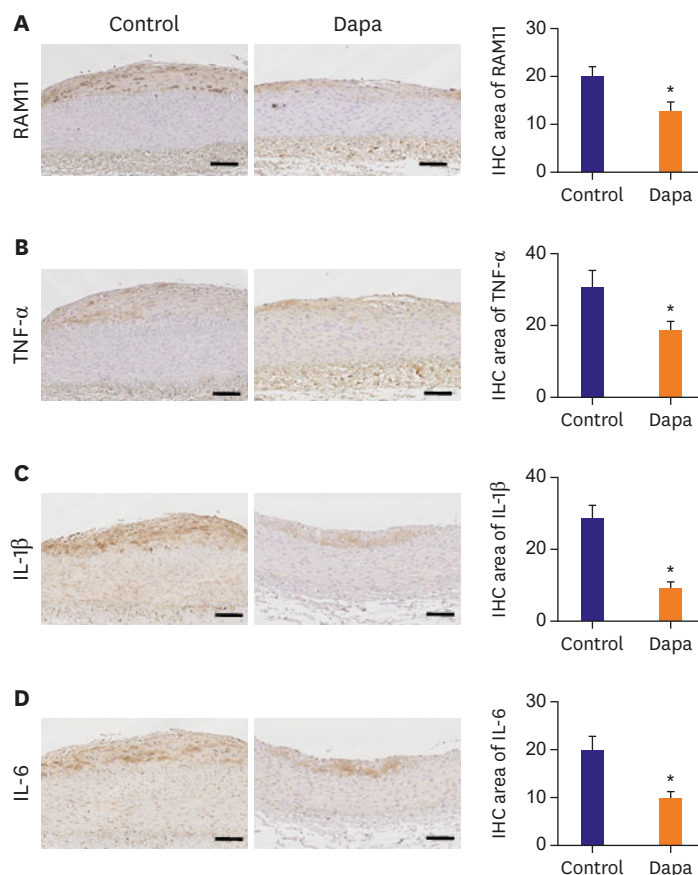 A
Control
Dapa
RAM11
IHC area of RAM11
30
20
10
0
*
Control
Dapa
B
TNF-α
IHC area of TNF-α
40
20
0
*
Control
Dapa
C
IL-1β
IHC area of IL-1β
40
20
0
*
Control
Dapa
D
IL-6
IHC area of IL-6
30
20
10
0
*
Control
Dapa